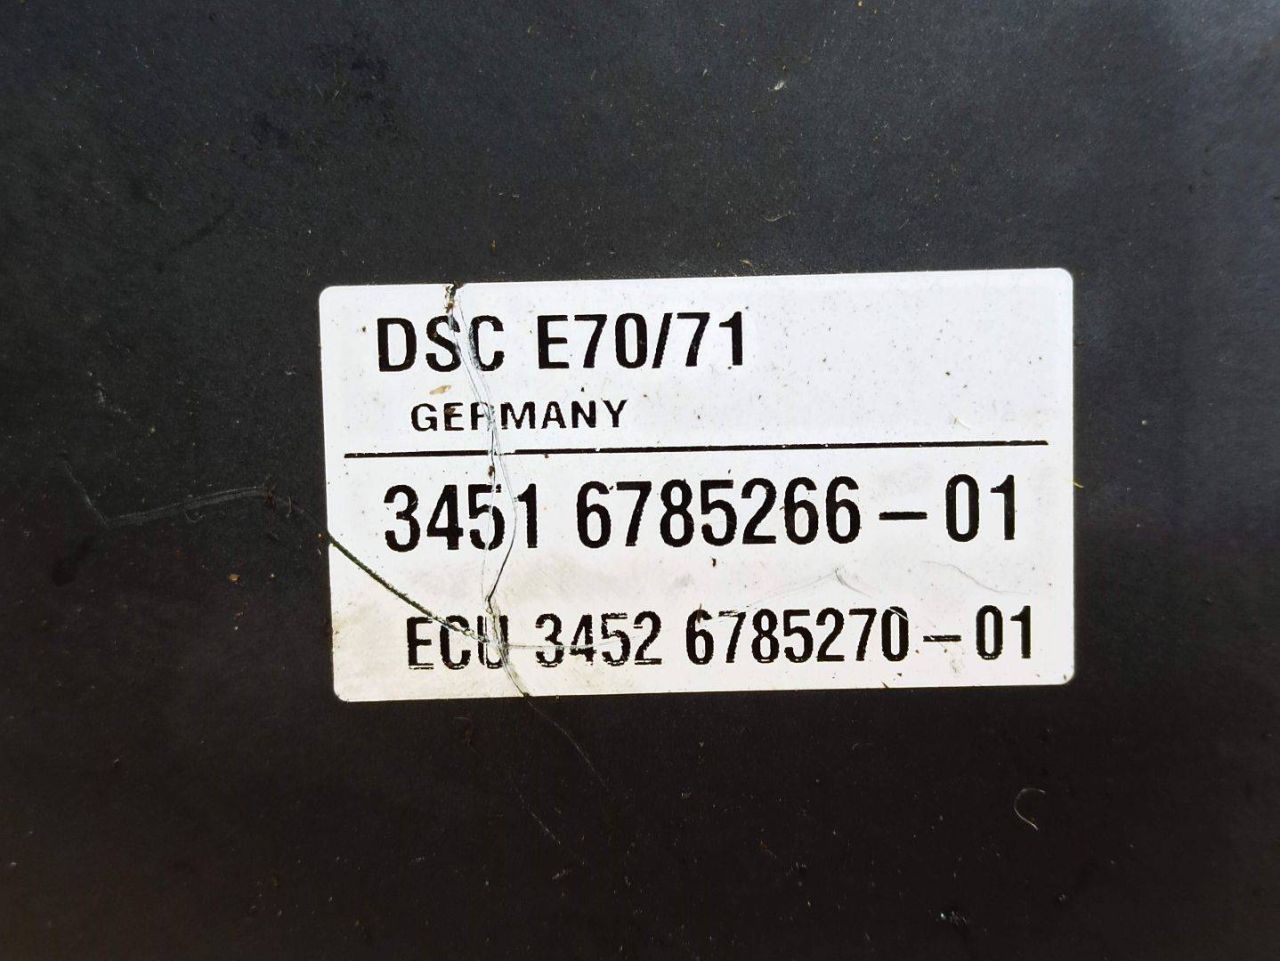 DSC E70/71
GERMANY
3451 6785266-01
ECU 3452 6785270-01